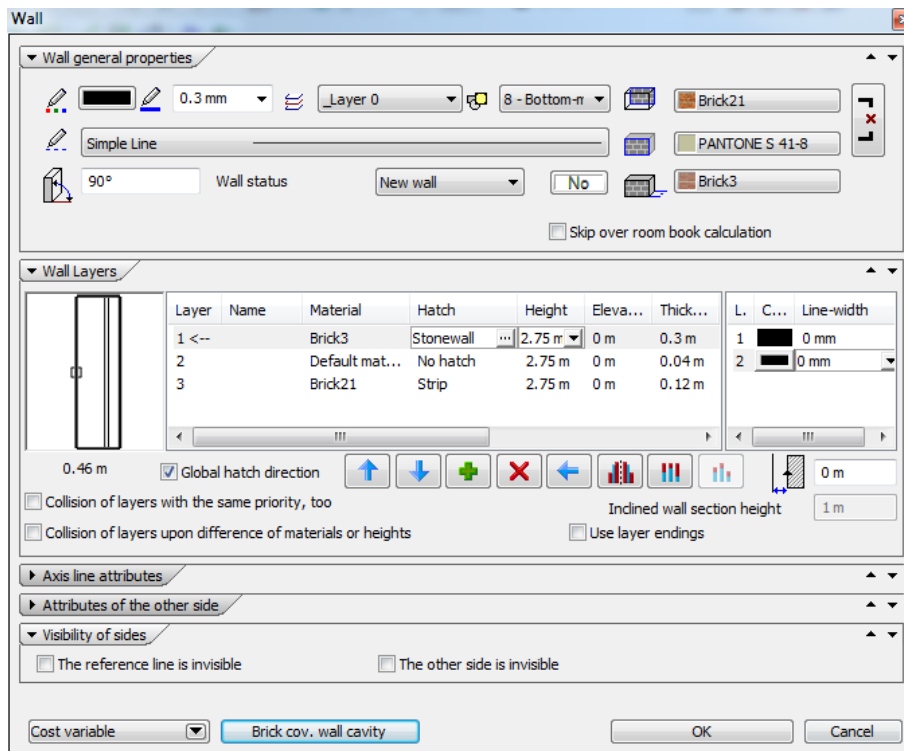 Wall
Wall general properties
0.3 mm _Layer 0 8 - Bottom-m Brick21
Simple Line PANTONE S 41-8
90° Wall status New wall No Brick3
Skip over room book calculation
Wall Layers
Layer Name Material Hatch Height Eleva... Thick... L. C... Line-width
1 <-- Brick3 Stonewall ... 2.75 m 0 m 0.3 m 1 0 mm
2 Default mat... No hatch 2.75 m 0 m 0.04 m 2 0 mm
3 Brick21 Strip 2.75 m 0 m 0.12 m
0.46 m Global hatch direction 0 m
Collision of layers with the same priority, too Inclined wall section height 1 m
Collision of layers upon difference of materials or heights Use layer endings
Axis line attributes
Attributes of the other side
Visibility of sides
The reference line is invisible The other side is invisible
Cost variable Brick cov. wall cavity OK Cancel